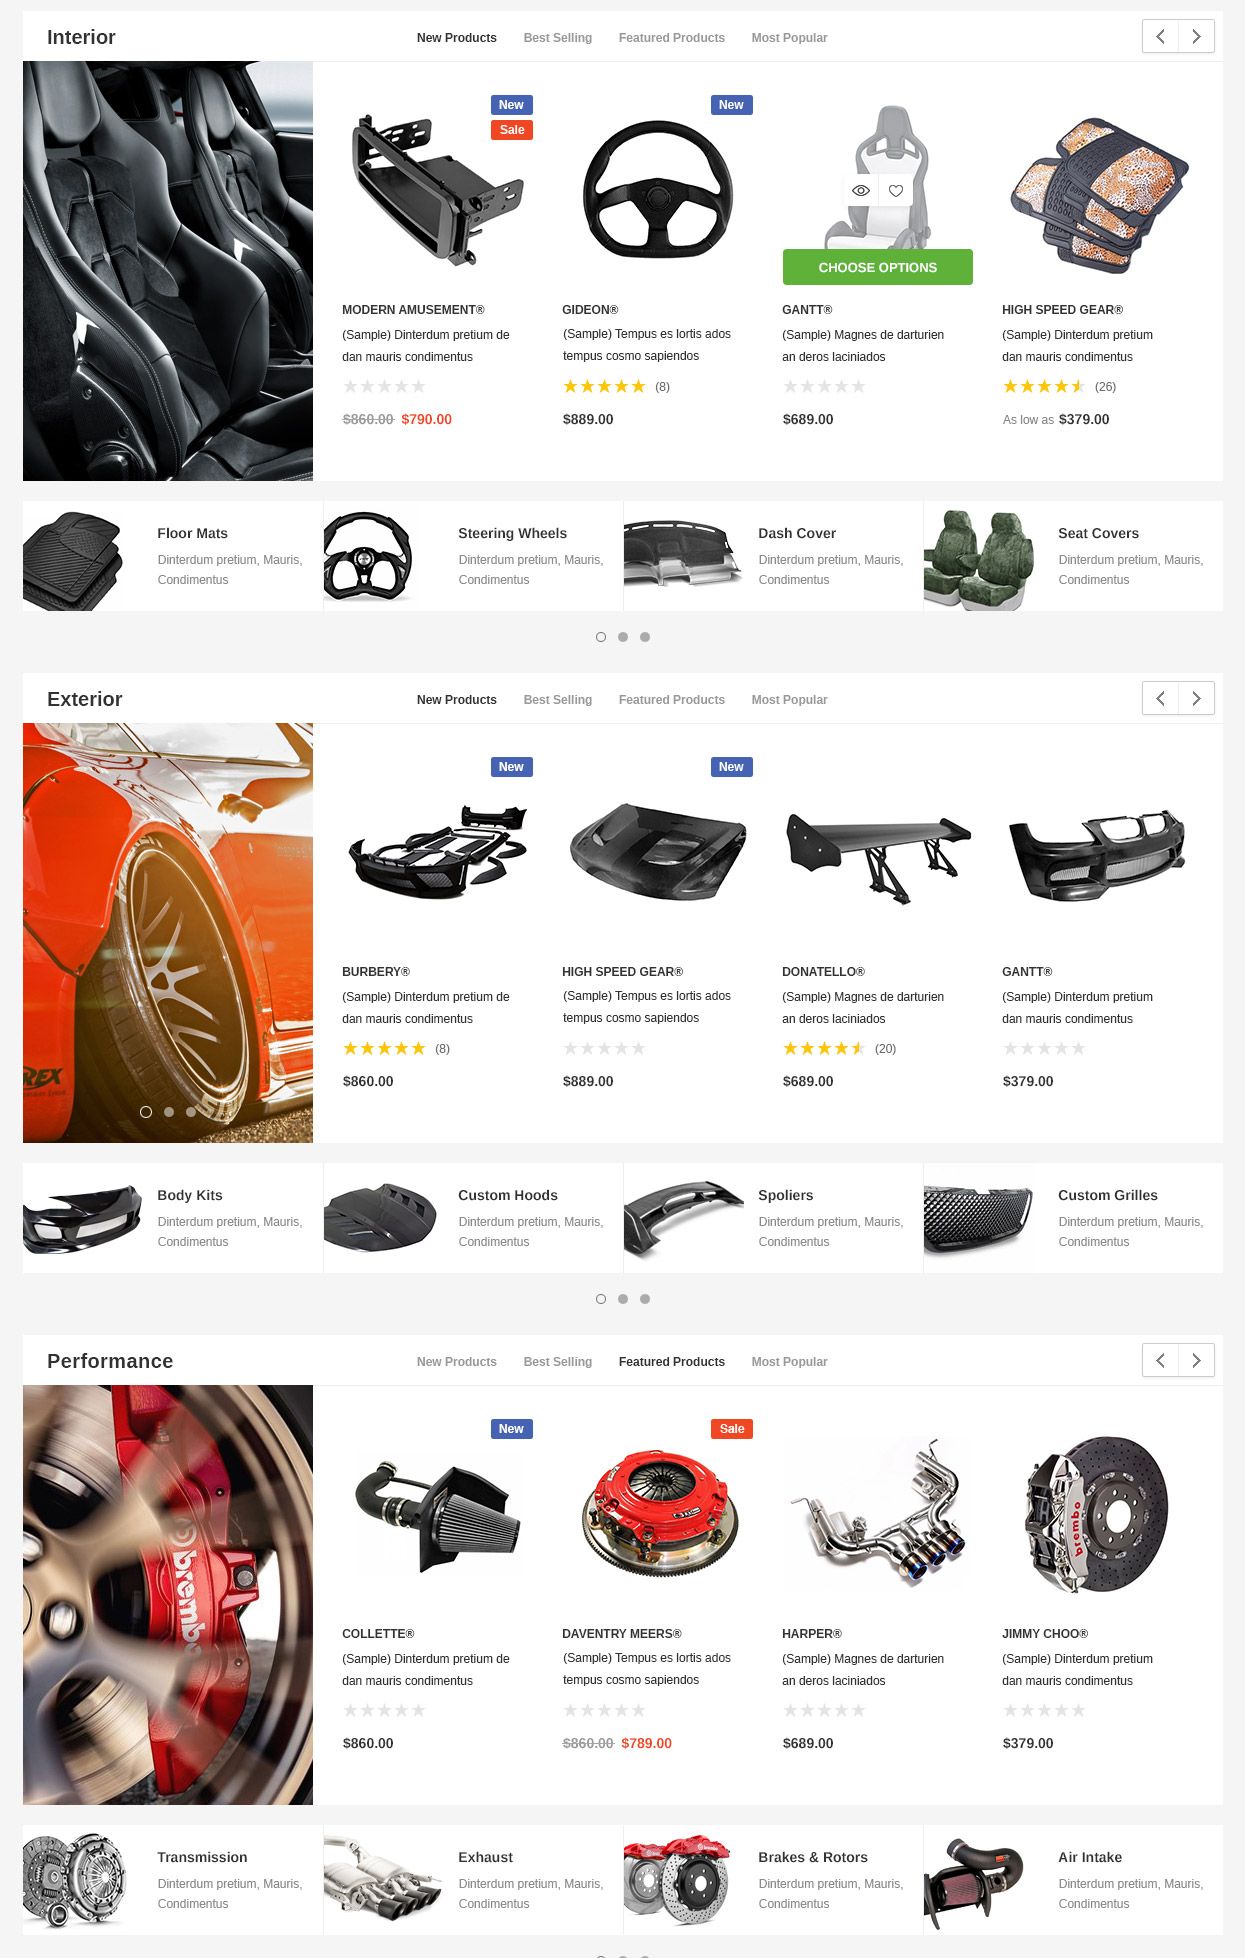 Interior
New Products Best Selling Featured Products Most Popular
New New
Sale
CHOOSE OPTIONS
MODERN AMUSEMENT® GIDEON® GANTT® HIGH SPEED GEAR®
(Sample) Dinterdum pretium de (Sample) Tempus es lortis ados (Sample) Magnes de darturien (Sample) Dinterdum pretium
dan mauris condimentus tempus cosmo sapiendos an deros laciniados dan mauris condimentus
(8) (26)
$860.00 $790.00 $889.00 $689.00 As low as $379.00
Floor Mats Steering Wheels Dash Cover Seat Covers
Dinterdum pretium, Mauris, Dinterdum pretium, Mauris, Dinterdum pretium, Mauris, Dinterdum pretium, Mauris,
Condimentus Condimentus Condimentus Condimentus
Exterior
New Products Best Selling Featured Products Most Popular
New New
BURBERY® HIGH SPEED GEAR® DONATELLO® GANTT®
(Sample) Dinterdum pretium de (Sample) Tempus es lortis ados (Sample) Magnes de darturien (Sample) Dinterdum pretium
dan mauris condimentus tempus cosmo sapiendos an deros laciniados dan mauris condimentus
(8) (20)
$860.00 $889.00 $689.00 $379.00
Body Kits Custom Hoods Spoliers Custom Grilles
Dinterdum pretium, Mauris, Dinterdum pretium, Mauris, Dinterdum pretium, Mauris, Dinterdum pretium, Mauris,
Condimentus Condimentus Condimentus Condimentus
Performance
New Products Best Selling Featured Products Most Popular
New Sale
brembo
brembo
COLLETTE® DAVENTRY MEERS® HARPER® JIMMY CHOO®
(Sample) Dinterdum pretium de (Sample) Tempus es lortis ados (Sample) Magnes de darturien (Sample) Dinterdum pretium
dan mauris condimentus tempus cosmo sapiendos an deros laciniados dan mauris condimentus
$860.00 $860.00 $789.00 $689.00 $379.00
Transmission Exhaust Brakes & Rotors Air Intake
Dinterdum pretium, Mauris, Dinterdum pretium, Mauris, Dinterdum pretium, Mauris, Dinterdum pretium, Mauris,
Condimentus Condimentus Condimentus Condimentus